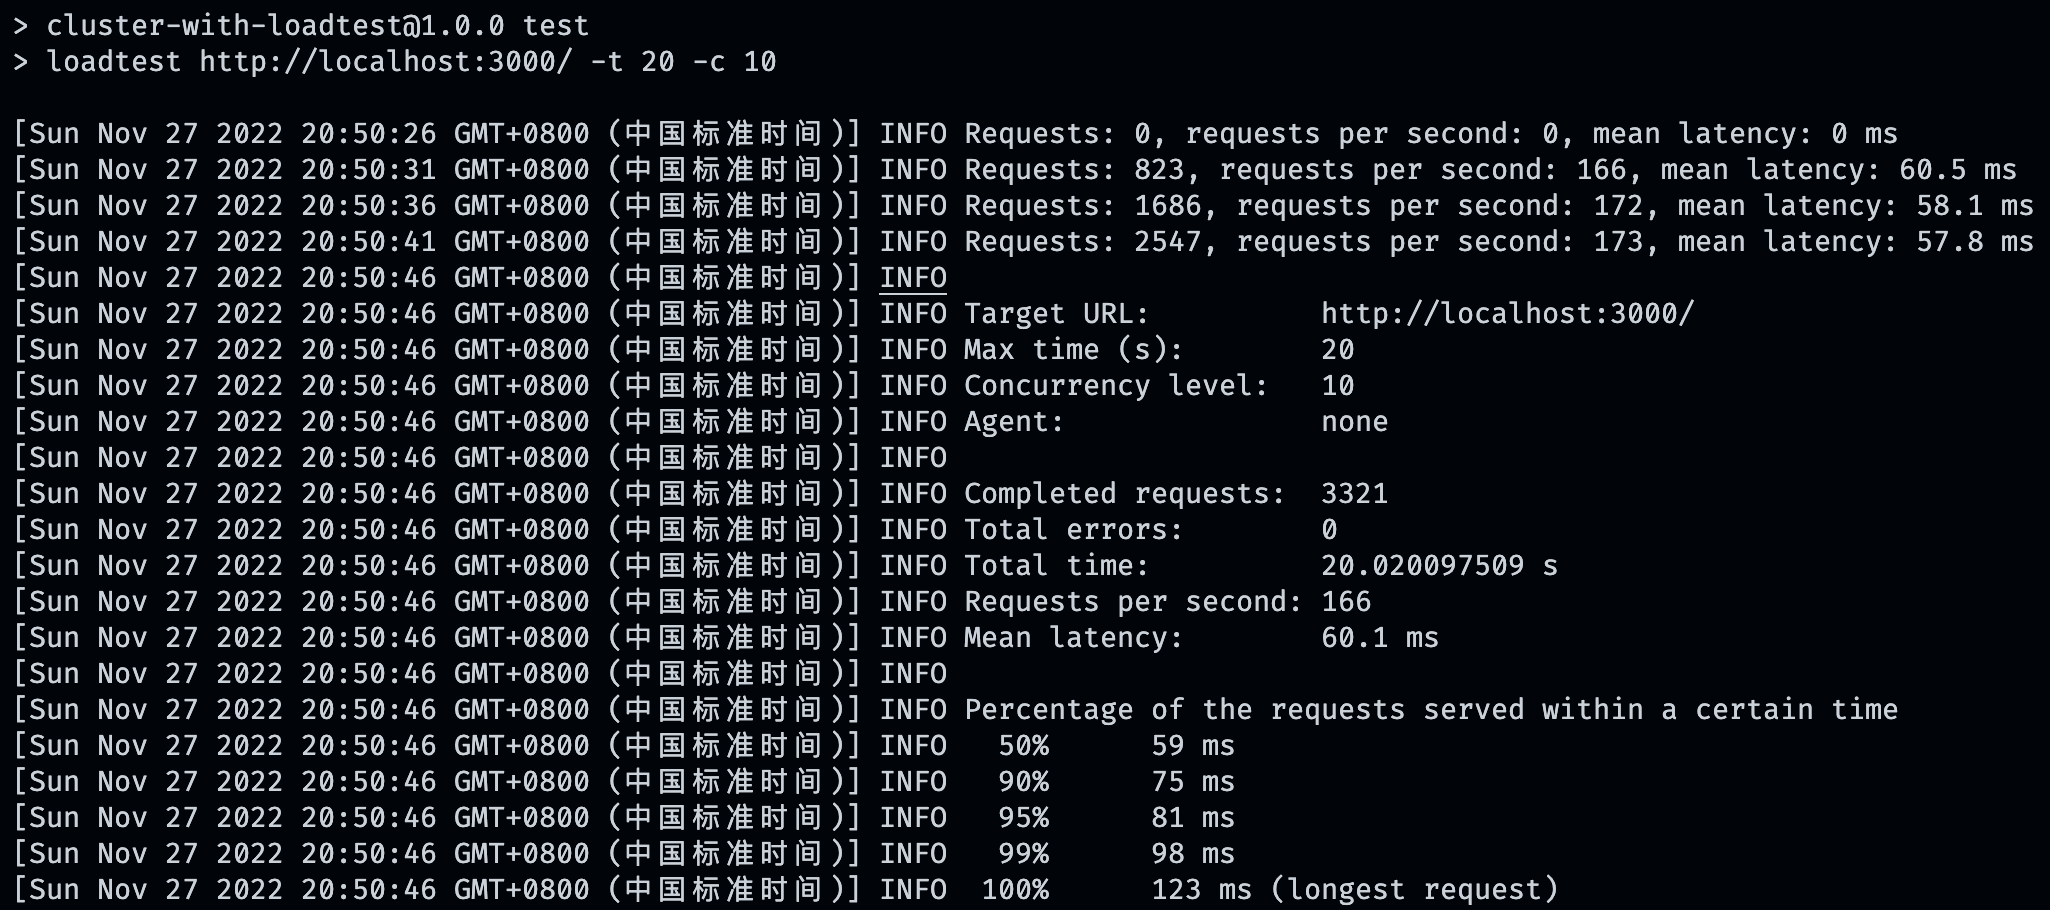 > cluster-with-loadtest@1.0.0 test
> loadtest http://localhost:3000/ -t 20 -c 10
[Sun Nov 27 2022 20:50:26 GMT+0800 (中国标准时间)] INFO Requests: 0, requests per second: 0, mean latency: 0 ms
[Sun Nov 27 2022 20:50:31 GMT+0800 (中国标准时间)] INFO Requests: 823, requests per second: 166, mean latency: 60.5 ms
[Sun Nov 27 2022 20:50:36 GMT+0800 (中国标准时间)] INFO Requests: 1686, requests per second: 172, mean latency: 58.1 ms
[Sun Nov 27 2022 20:50:41 GMT+0800 (中国标准时间)] INFO Requests: 2547, requests per second: 173, mean latency: 57.8 ms
[Sun Nov 27 2022 20:50:46 GMT+0800 (中国标准时间)] INFO
[Sun Nov 27 2022 20:50:46 GMT+0800 (中国标准时间)] INFO Target URL:          http://localhost:3000/
[Sun Nov 27 2022 20:50:46 GMT+0800 (中国标准时间)] INFO Max time (s):        20
[Sun Nov 27 2022 20:50:46 GMT+0800 (中国标准时间)] INFO Concurrency level:   10
[Sun Nov 27 2022 20:50:46 GMT+0800 (中国标准时间)] INFO Agent:               none
[Sun Nov 27 2022 20:50:46 GMT+0800 (中国标准时间)] INFO
[Sun Nov 27 2022 20:50:46 GMT+0800 (中国标准时间)] INFO Completed requests:  3321
[Sun Nov 27 2022 20:50:46 GMT+0800 (中国标准时间)] INFO Total errors:        0
[Sun Nov 27 2022 20:50:46 GMT+0800 (中国标准时间)] INFO Total time:          20.020097509 s
[Sun Nov 27 2022 20:50:46 GMT+0800 (中国标准时间)] INFO Requests per second: 166
[Sun Nov 27 2022 20:50:46 GMT+0800 (中国标准时间)] INFO Mean latency:        60.1 ms
[Sun Nov 27 2022 20:50:46 GMT+0800 (中国标准时间)] INFO
[Sun Nov 27 2022 20:50:46 GMT+0800 (中国标准时间)] INFO Percentage of the requests served within a certain time
[Sun Nov 27 2022 20:50:46 GMT+0800 (中国标准时间)] INFO   50%      59 ms
[Sun Nov 27 2022 20:50:46 GMT+0800 (中国标准时间)] INFO   90%      75 ms
[Sun Nov 27 2022 20:50:46 GMT+0800 (中国标准时间)] INFO   95%      81 ms
[Sun Nov 27 2022 20:50:46 GMT+0800 (中国标准时间)] INFO   99%      98 ms
[Sun Nov 27 2022 20:50:46 GMT+0800 (中国标准时间)] INFO  100%      123 ms (longest request)